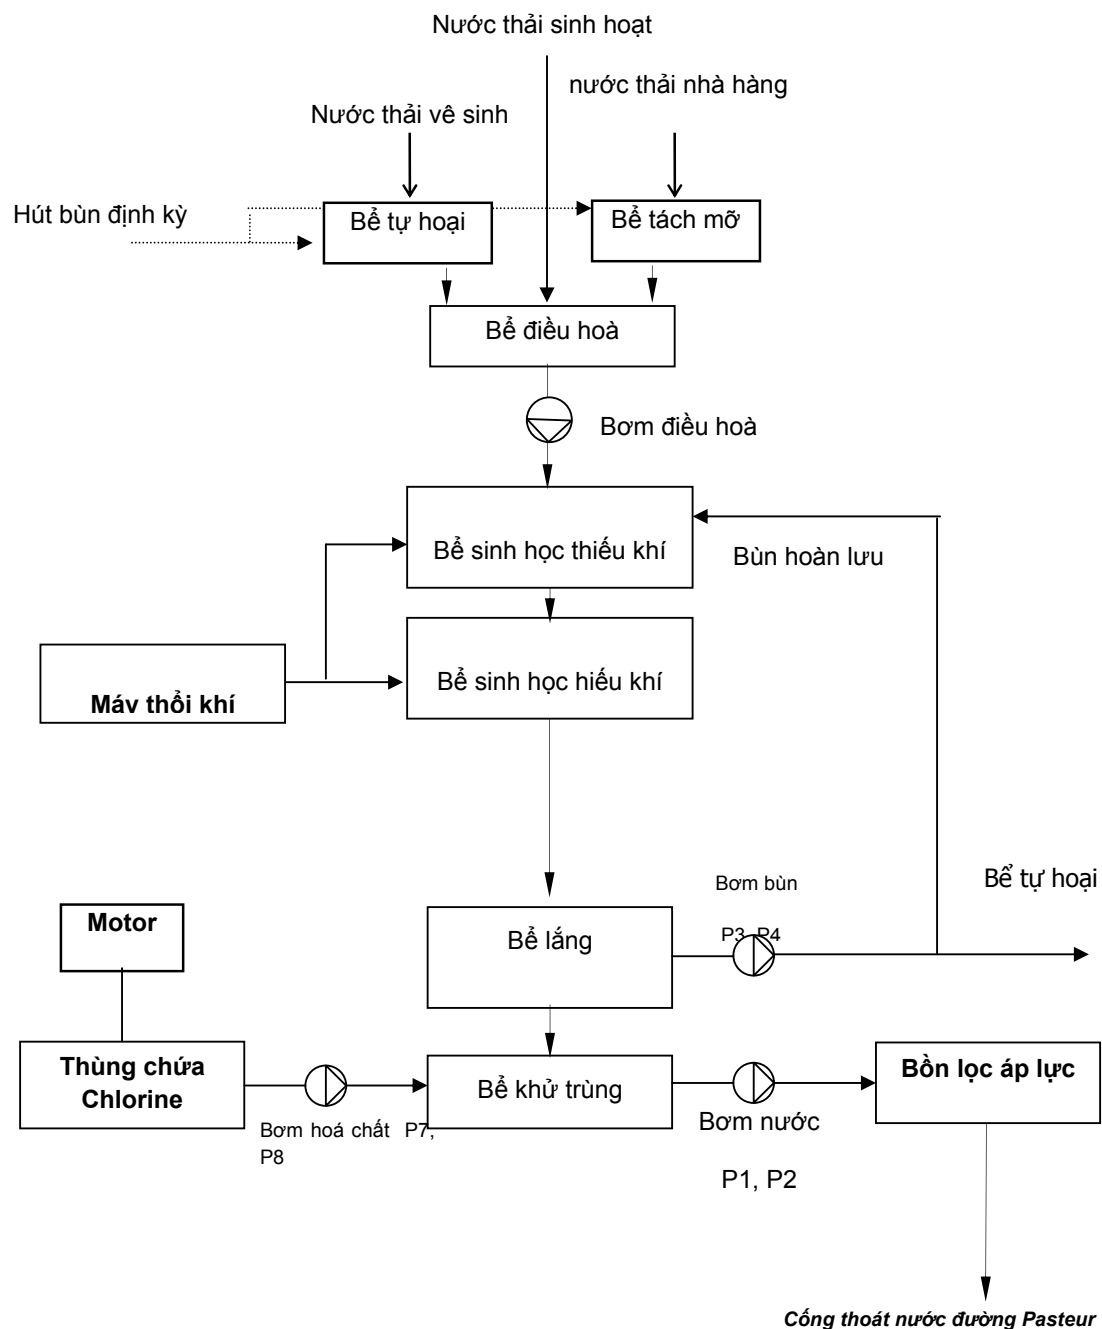 Nước thải sinh hoạt
nước thải nhà hàng
Nước thải vê sinh
Hút bùn định kỳ
Bể tự hoại
Bể tách mỡ
Bể điều hoà
Bơm điều hoà
Bể sinh học thiếu khí
Bùn hoàn lưu
Bể sinh học hiếu khí
Máy thổi khí
Bơm bùn
P3, P4
Bể tự hoại
Motor
Bể lắng
Thùng chứa
Chlorine
Bơm hoá chất P7,
P8
Bể khử trùng
Bơm nước
P1, P2
Bồn lọc áp lực
Cống thoát nước đường Pasteur